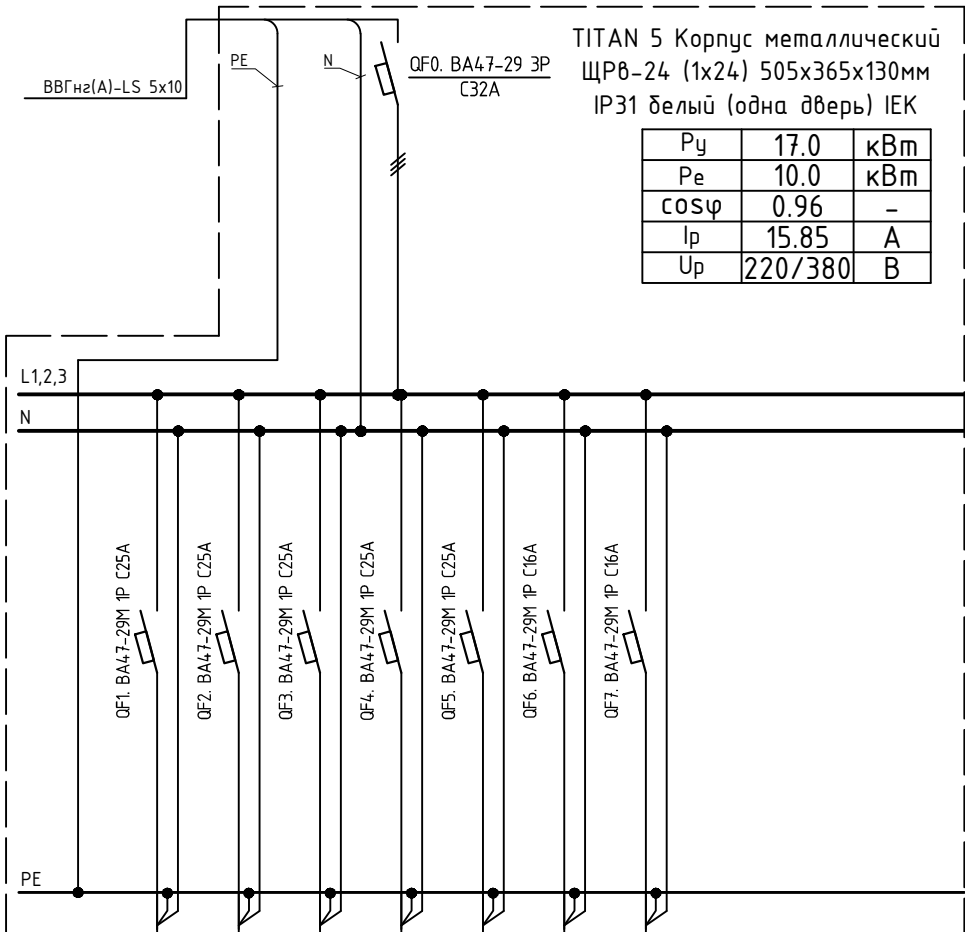 TITAN 5 Корпус металлический
ЩРв-24 (1х24) 505х365х130мм
IP31 белый (одна дверь) IEK
PE
N
QF0. ВА47-29 3Р
С32А
ВВГнг(А)-LS 5х10
Ру 17.0 кВт
Ре 10.0 кВт
cosφ 0.96 -
Iр 15.85 А
Uр 220/380 В
L1,2,3
N
QF1. ВА47-29М 1Р С25А
QF2. ВА47-29М 1Р С25А
QF3. ВА47-29М 1Р С25А
QF4. ВА47-29М 1Р С25А
QF5. ВА47-29М 1Р С25А
QF6. ВА47-29М 1Р С16А
QF7. ВА47-29М 1Р С16А
PE